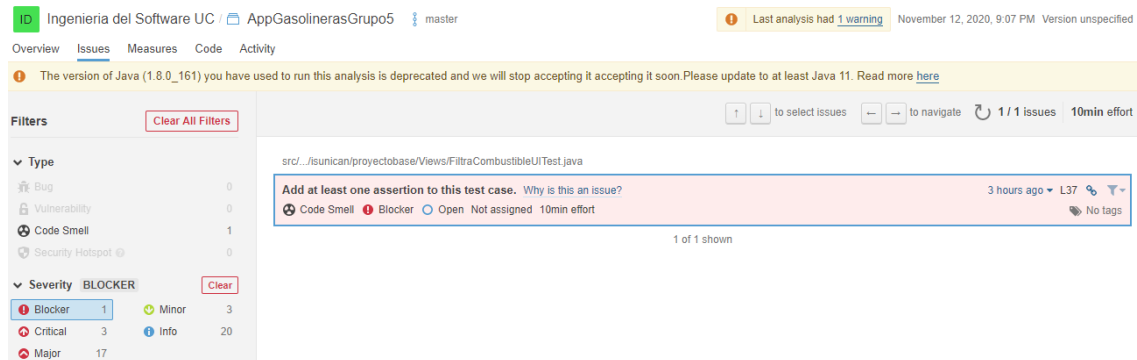 ID Ingenieria del Software UC / AppGasolinerasGrupo5 master Last analysis had 1 warning November 12, 2020, 9:07 PM Version unspecified
Overview Issues Measures Code Activity
The version of Java (1.8.0_161) you have used to run this analysis is deprecated and we will stop accepting it accepting it soon.Please update to at least Java 11. Read more here
Filters Clear All Filters
↑ ↓ to select issues ← → to navigate 1 / 1 issues 10min effort
Type
src/.../isunican/proyectobase/Views/FiltraCombustibleUITest.java
Bug 0
Add at least one assertion to this test case. Why is this an issue? 3 hours ago L37
Vulnerability 0
Code Smell Blocker Open Not assigned 10min effort No tags
Code Smell 1
1 of 1 shown
Security Hotspot 0
Severity BLOCKER Clear
Blocker 1 Minor 3
Critical 3 Info 20
Major 17